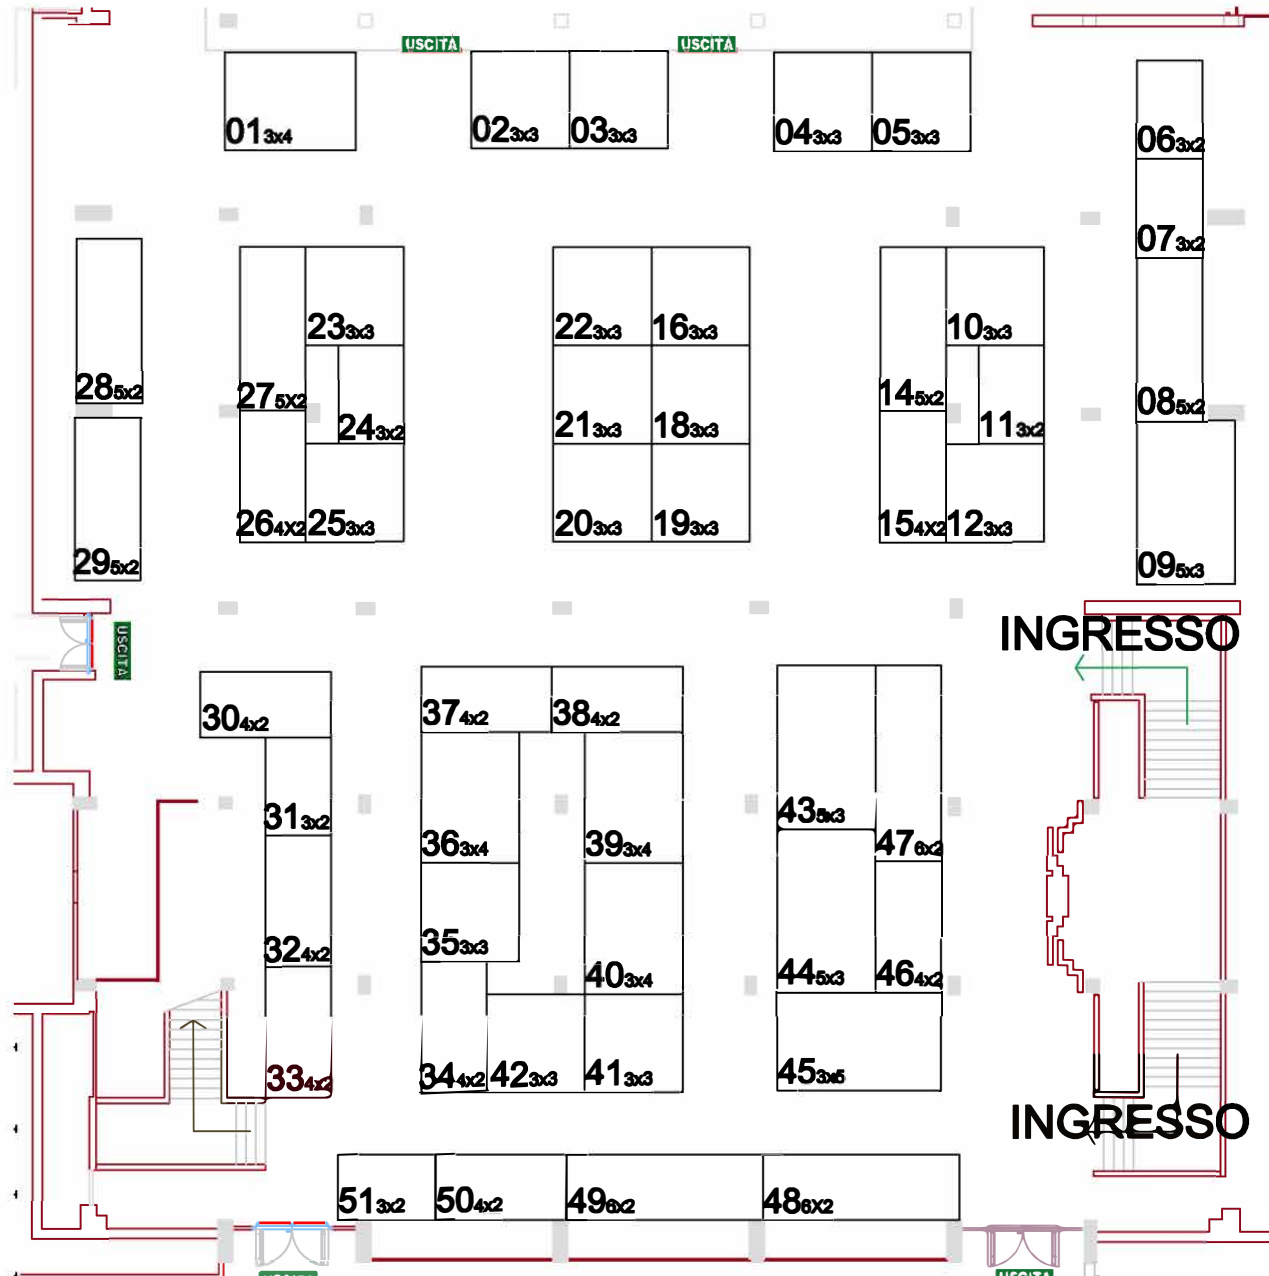 USCITA USCITA
01 3x4 02 3x3 03 3x3 04 3x3 05 3x3
06 3x2
07 3x2
23 3x3 22 3x3 16 3x3 10 3x3
28 5x2 27 5X2 14 5x2 08 5x2
24 3x2 21 3x3 18 3x3 11 3x2
26 4X2 25 3x3 20 3x3 19 3x3 15 4X2 12 3x3
29 5x2 09 5x3
USCITA INGRESSO
30 4x2 37 4x2 38 4x2
31 3x2 43 5x3
36 3x4 39 3x4 47 6x2
32 4x2 35 3x3
40 3x4 44 5x3 46 4x2
33 4x2 34 4x2 42 3x3 41 3x3 45 3x5
INGRESSO
51 3x2 50 4x2 49 6x2 48 6X2
USCITA USCITA